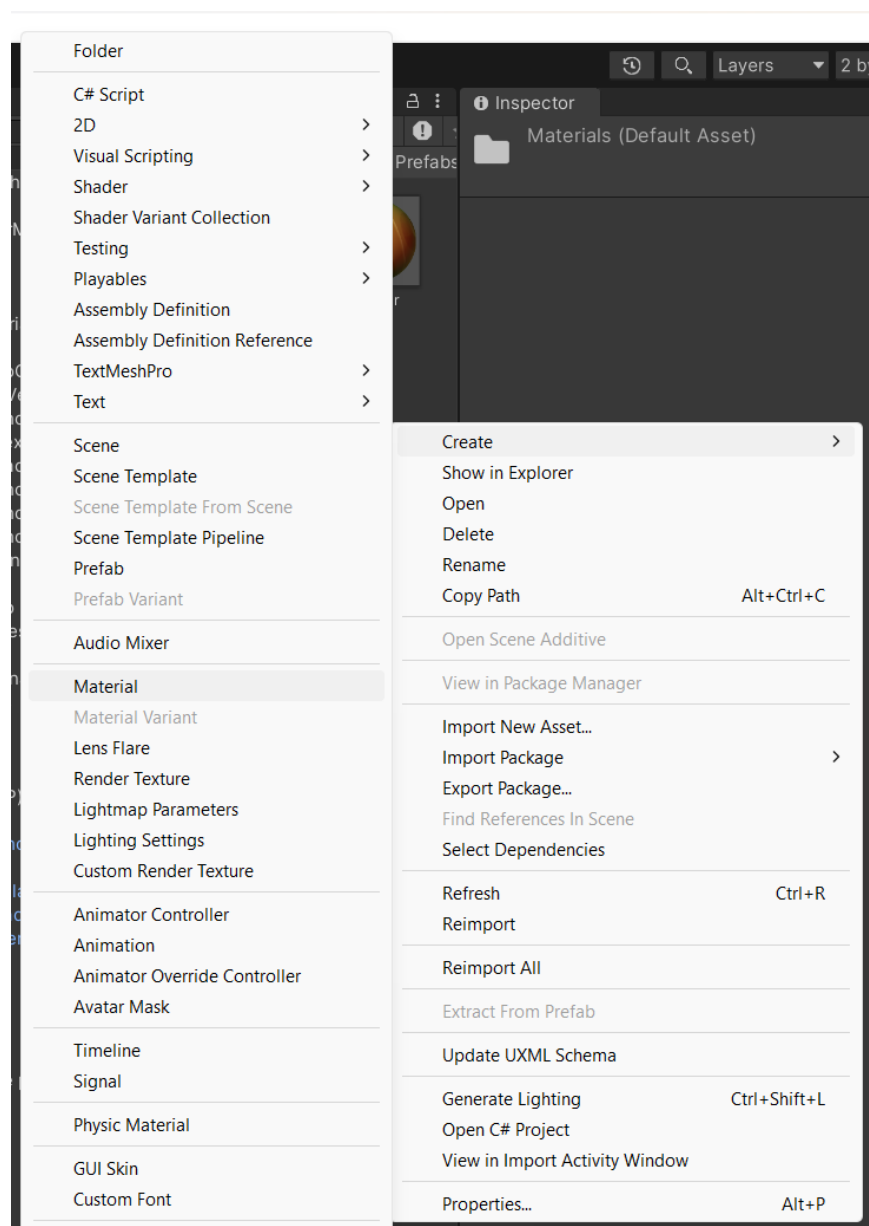 Folder
C# Script
2D
Visual Scripting
Shader
Shader Variant Collection
Testing
Playables
Assembly Definition
Assembly Definition Reference
TextMeshPro
Text
Scene
Scene Template
Scene Template From Scene
Scene Template Pipeline
Prefab
Prefab Variant
Audio Mixer
Material
Material Variant
Lens Flare
Render Texture
Lightmap Parameters
Lighting Settings
Custom Render Texture
Animator Controller
Animation
Animator Override Controller
Avatar Mask
Timeline
Signal
Physic Material
GUI Skin
Custom Font
Layers 2 by
Inspector
Materials (Default Asset)
Prefabs
Create
Show in Explorer
Open
Delete
Rename
Copy Path Alt+Ctrl+C
Open Scene Additive
View in Package Manager
Import New Asset...
Import Package
Export Package...
Find References In Scene
Select Dependencies
Refresh Ctrl+R
Reimport
Reimport All
Extract From Prefab
Update UXML Schema
Generate Lighting Ctrl+Shift+L
Open C# Project
View in Import Activity Window
Properties... Alt+P